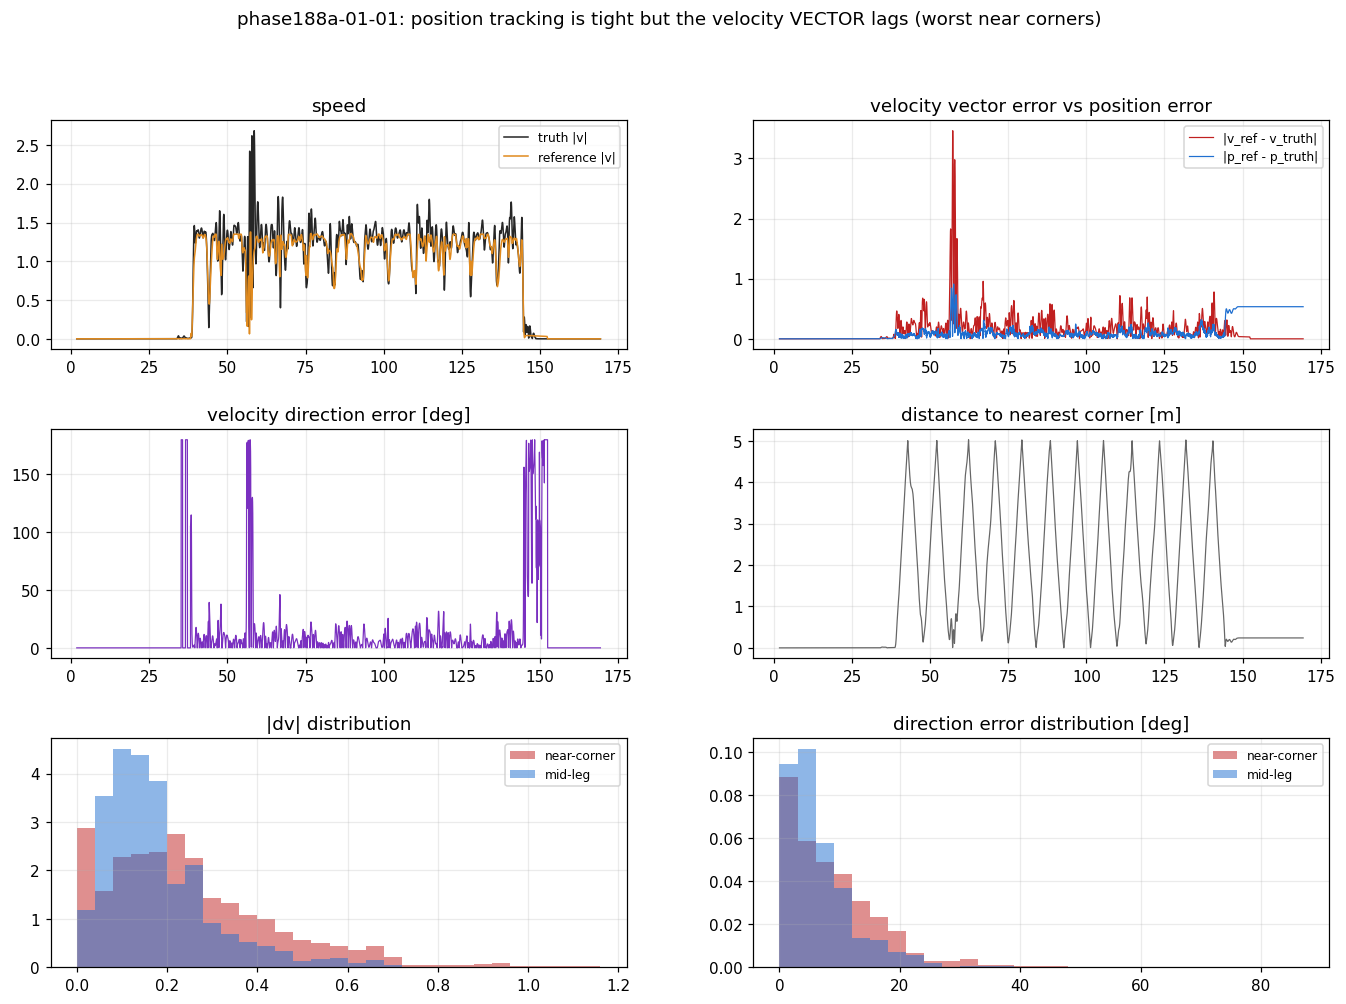 phase188a-01-01: position tracking is tight but the velocity VECTOR lags (worst near corners)
speed
truth |v|
reference |v|
2.5
2.0
1.5
1.0
0.5
0.0
0 25 50 75 100 125 150 175
velocity vector error vs position error
|v_ref - v_truth|
|p_ref - p_truth|
3
2
1
0
0 25 50 75 100 125 150 175
velocity direction error [deg]
150
100
50
0
0 25 50 75 100 125 150 175
distance to nearest corner [m]
5
4
3
2
1
0
0 25 50 75 100 125 150 175
|dv| distribution
near-corner
mid-leg
4
3
2
1
0
0.0 0.2 0.4 0.6 0.8 1.0 1.2
direction error distribution [deg]
near-corner
mid-leg
0.10
0.08
0.06
0.04
0.02
0.00
0 20 40 60 80